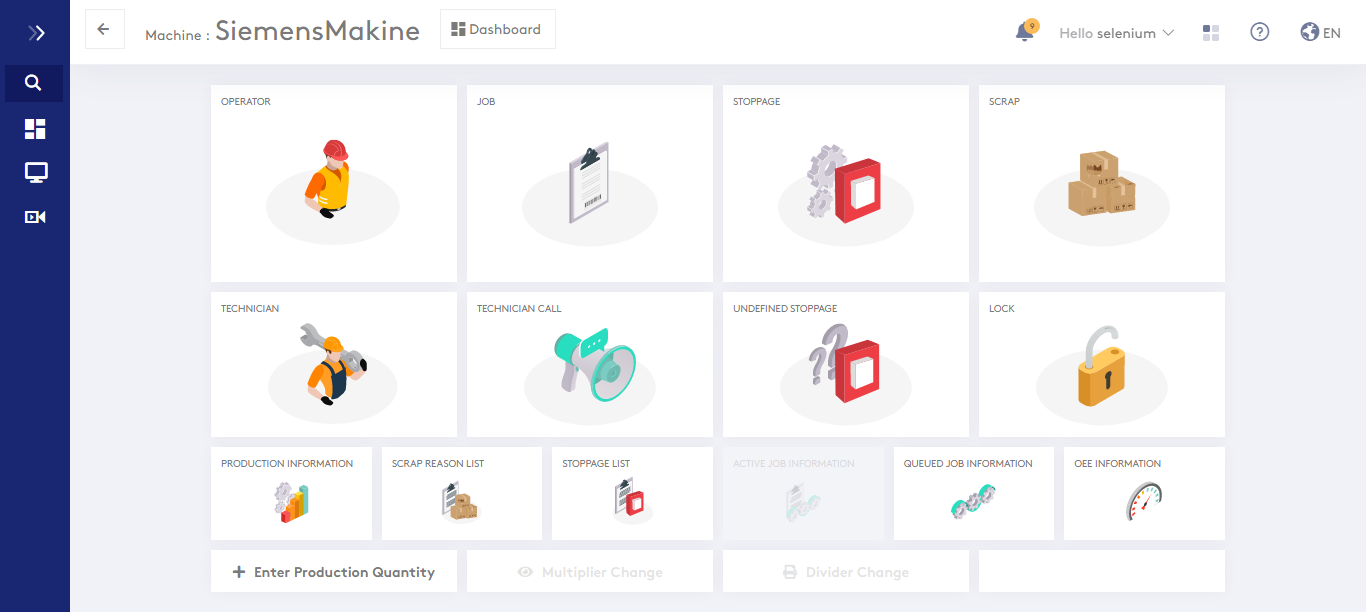 Machine : SiemensMakine
Dashboard
9
Hello selenium
?
EN
OPERATOR
JOB
STOPPAGE
SCRAP
TECHNICIAN
TECHNICIAN CALL
UNDEFINED STOPPAGE
LOCK
PRODUCTION INFORMATION
SCRAP REASON LIST
STOPPAGE LIST
ACTIVE JOB INFORMATION
QUEUED JOB INFORMATION
OEE INFORMATION
+ Enter Production Quantity
Multiplier Change
Divider Change